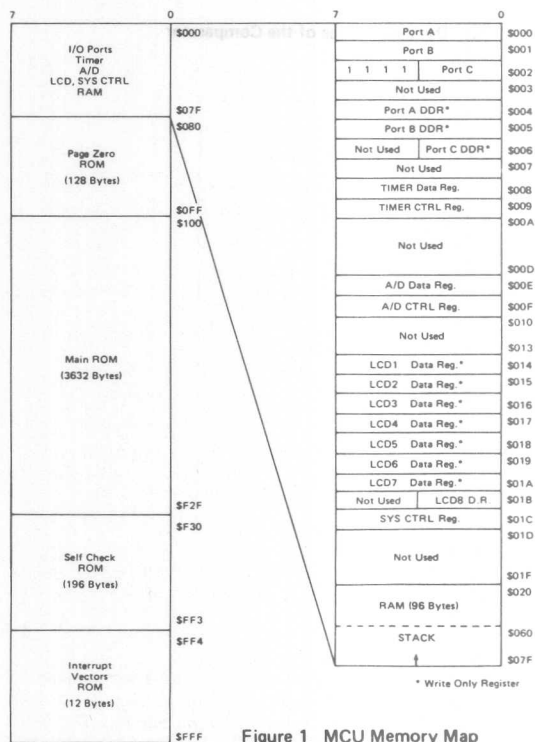 7 0
$000
I/O Ports
Timer
A/D
LCD, SYS CTRL
RAM
$07F
$080
Page Zero
ROM
(128 Bytes)
$0FF
$100
Main ROM
(3632 Bytes)
$F2F
$F30
Self Check
ROM
(196 Bytes)
$FF3
$FF4
Interrupt
Vectors
ROM
(12 Bytes)
$FFF
7 0
Port A $000
Port B $001
1 1 1 1 Port C $002
Not Used $003
Port A DDR* $004
Port B DDR* $005
Not Used Port C DDR* $006
Not Used $007
TIMER Data Reg. $008
TIMER CTRL Reg. $009
$00A
Not Used
$00D
A/D Data Reg. $00E
A/D CTRL Reg. $00F
$010
Not Used
$013
LCD1 Data Reg.* $014
LCD2 Data Reg.* $015
LCD3 Data Reg.* $016
LCD4 Data Reg.* $017
LCD5 Data Reg.* $018
LCD6 Data Reg.* $019
LCD7 Data Reg.* $01A
Not Used LCD8 D.R $01B
SYS CTRL Reg. $01C
$01D
Not Used
$01F
$020
RAM (96 Bytes)
STACK $060
$07F
* Write Only Register
Figure 1 MCU Memory Map